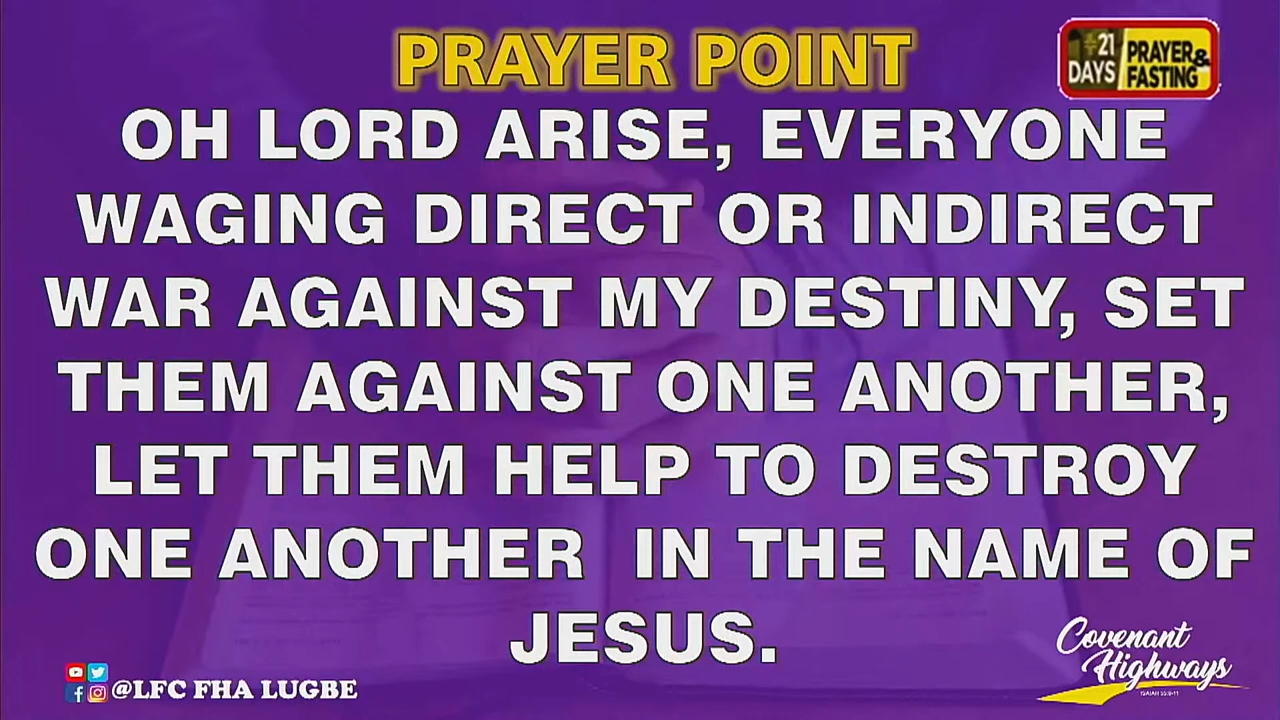 PRAYER POINT
21
DAYS
PRAYER&
FASTING
OH LORD ARISE, EVERYONE
WAGING DIRECT OR INDIRECT
WAR AGAINST MY DESTINY, SET
THEM AGAINST ONE ANOTHER,
LET THEM HELP TO DESTROY
ONE ANOTHER IN THE NAME OF
JESUS.
@LFC FHA LUGBE
Covenant
Highways